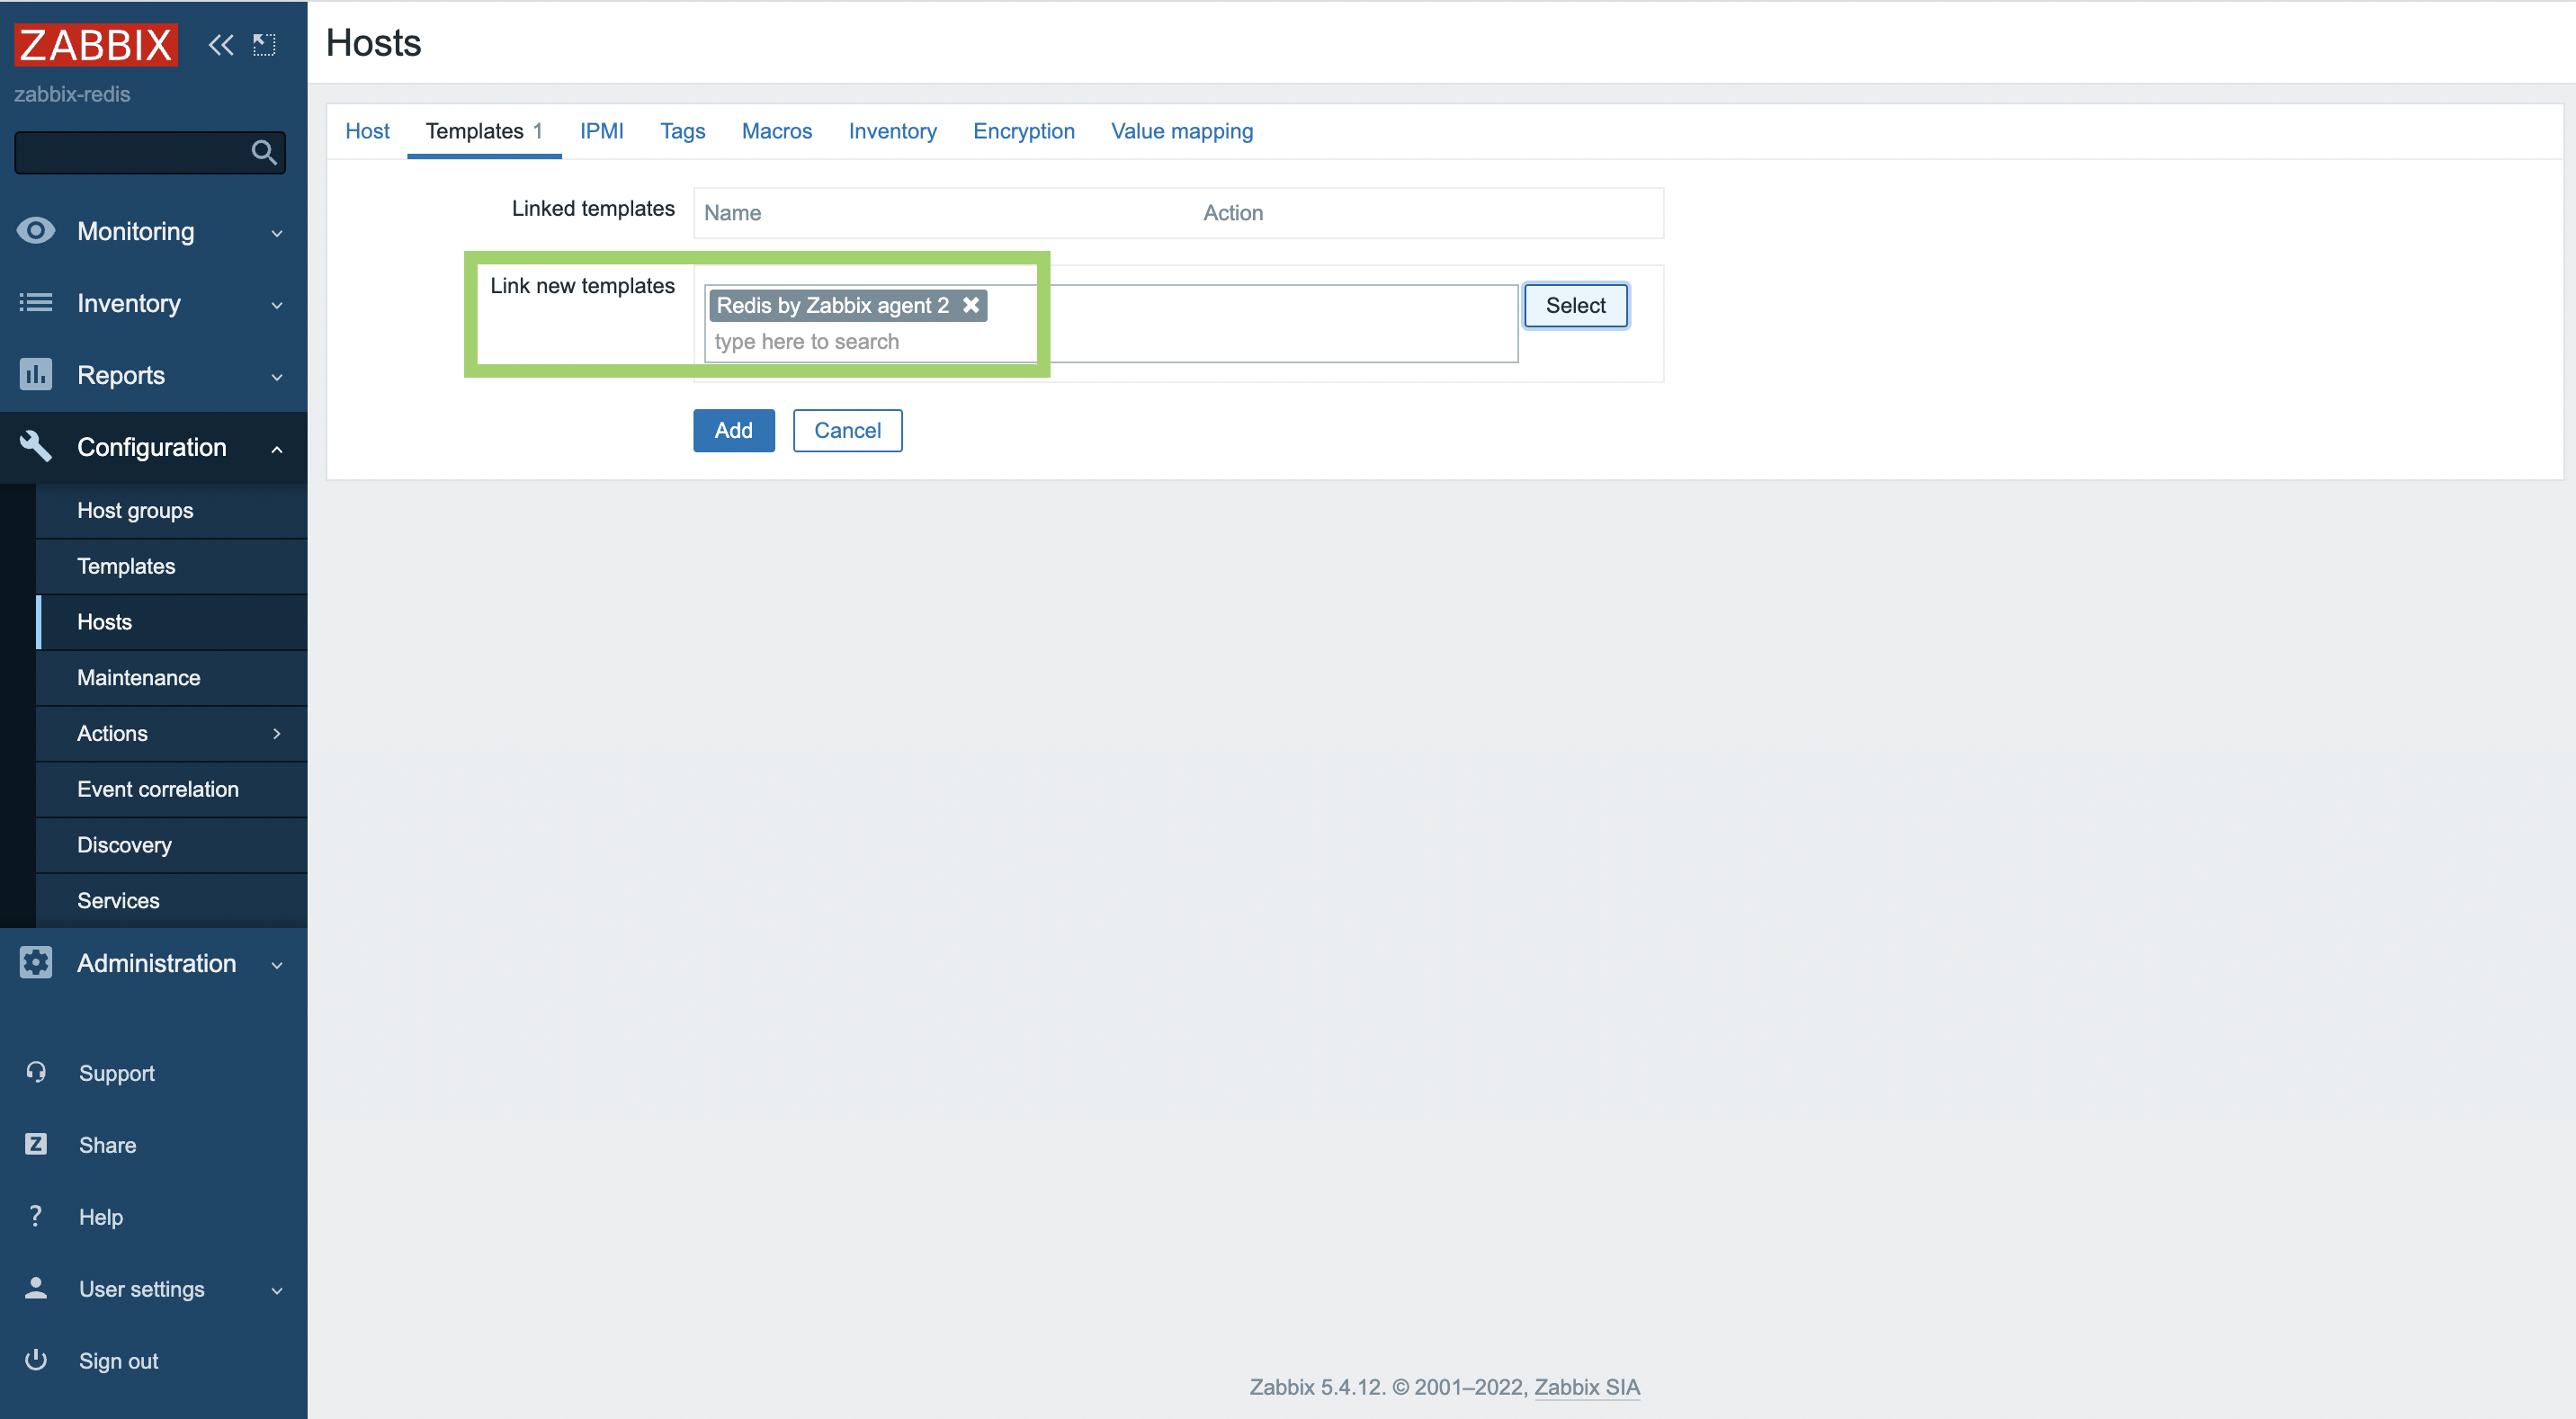 ZABBIX
zabbix-redis
Monitoring
Inventory
Reports
Configuration
Host groups
Templates
Hosts
Maintenance
Actions
Event correlation
Discovery
Services
Administration
Support
Z Share
? Help
User settings
Sign out
Hosts
Host Templates 1 IPMI Tags Macros Inventory Encryption Value mapping
Linked templates Name Action
Link new templates
Redis by Zabbix agent 2 Select
type here to search
Add Cancel
Zabbix 5.4.12. © 2001–2022, Zabbix SIA